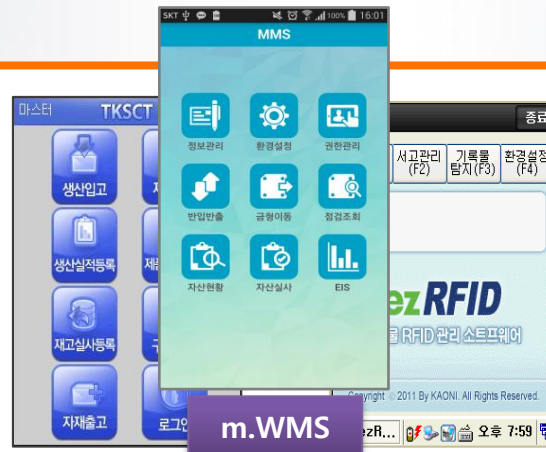 SKT 100% 16:01
MMS
정보관리 환경설정 권한관리
반입반출 금형이동 점검조회
자산현황 자산실사 EIS
마스터 TKSCT
생산입고
생산실적등록
재고실사등록
자재출고 로그인
종료
서고관리 (F2)
기록물 탐지(F3)
환경설정 (F4)
ez RFID
RFID 관리 소프트웨어
Copyright © 2011 By KAONI. All Rights Reserved.
ezR... 오후 7:59
m.WMS